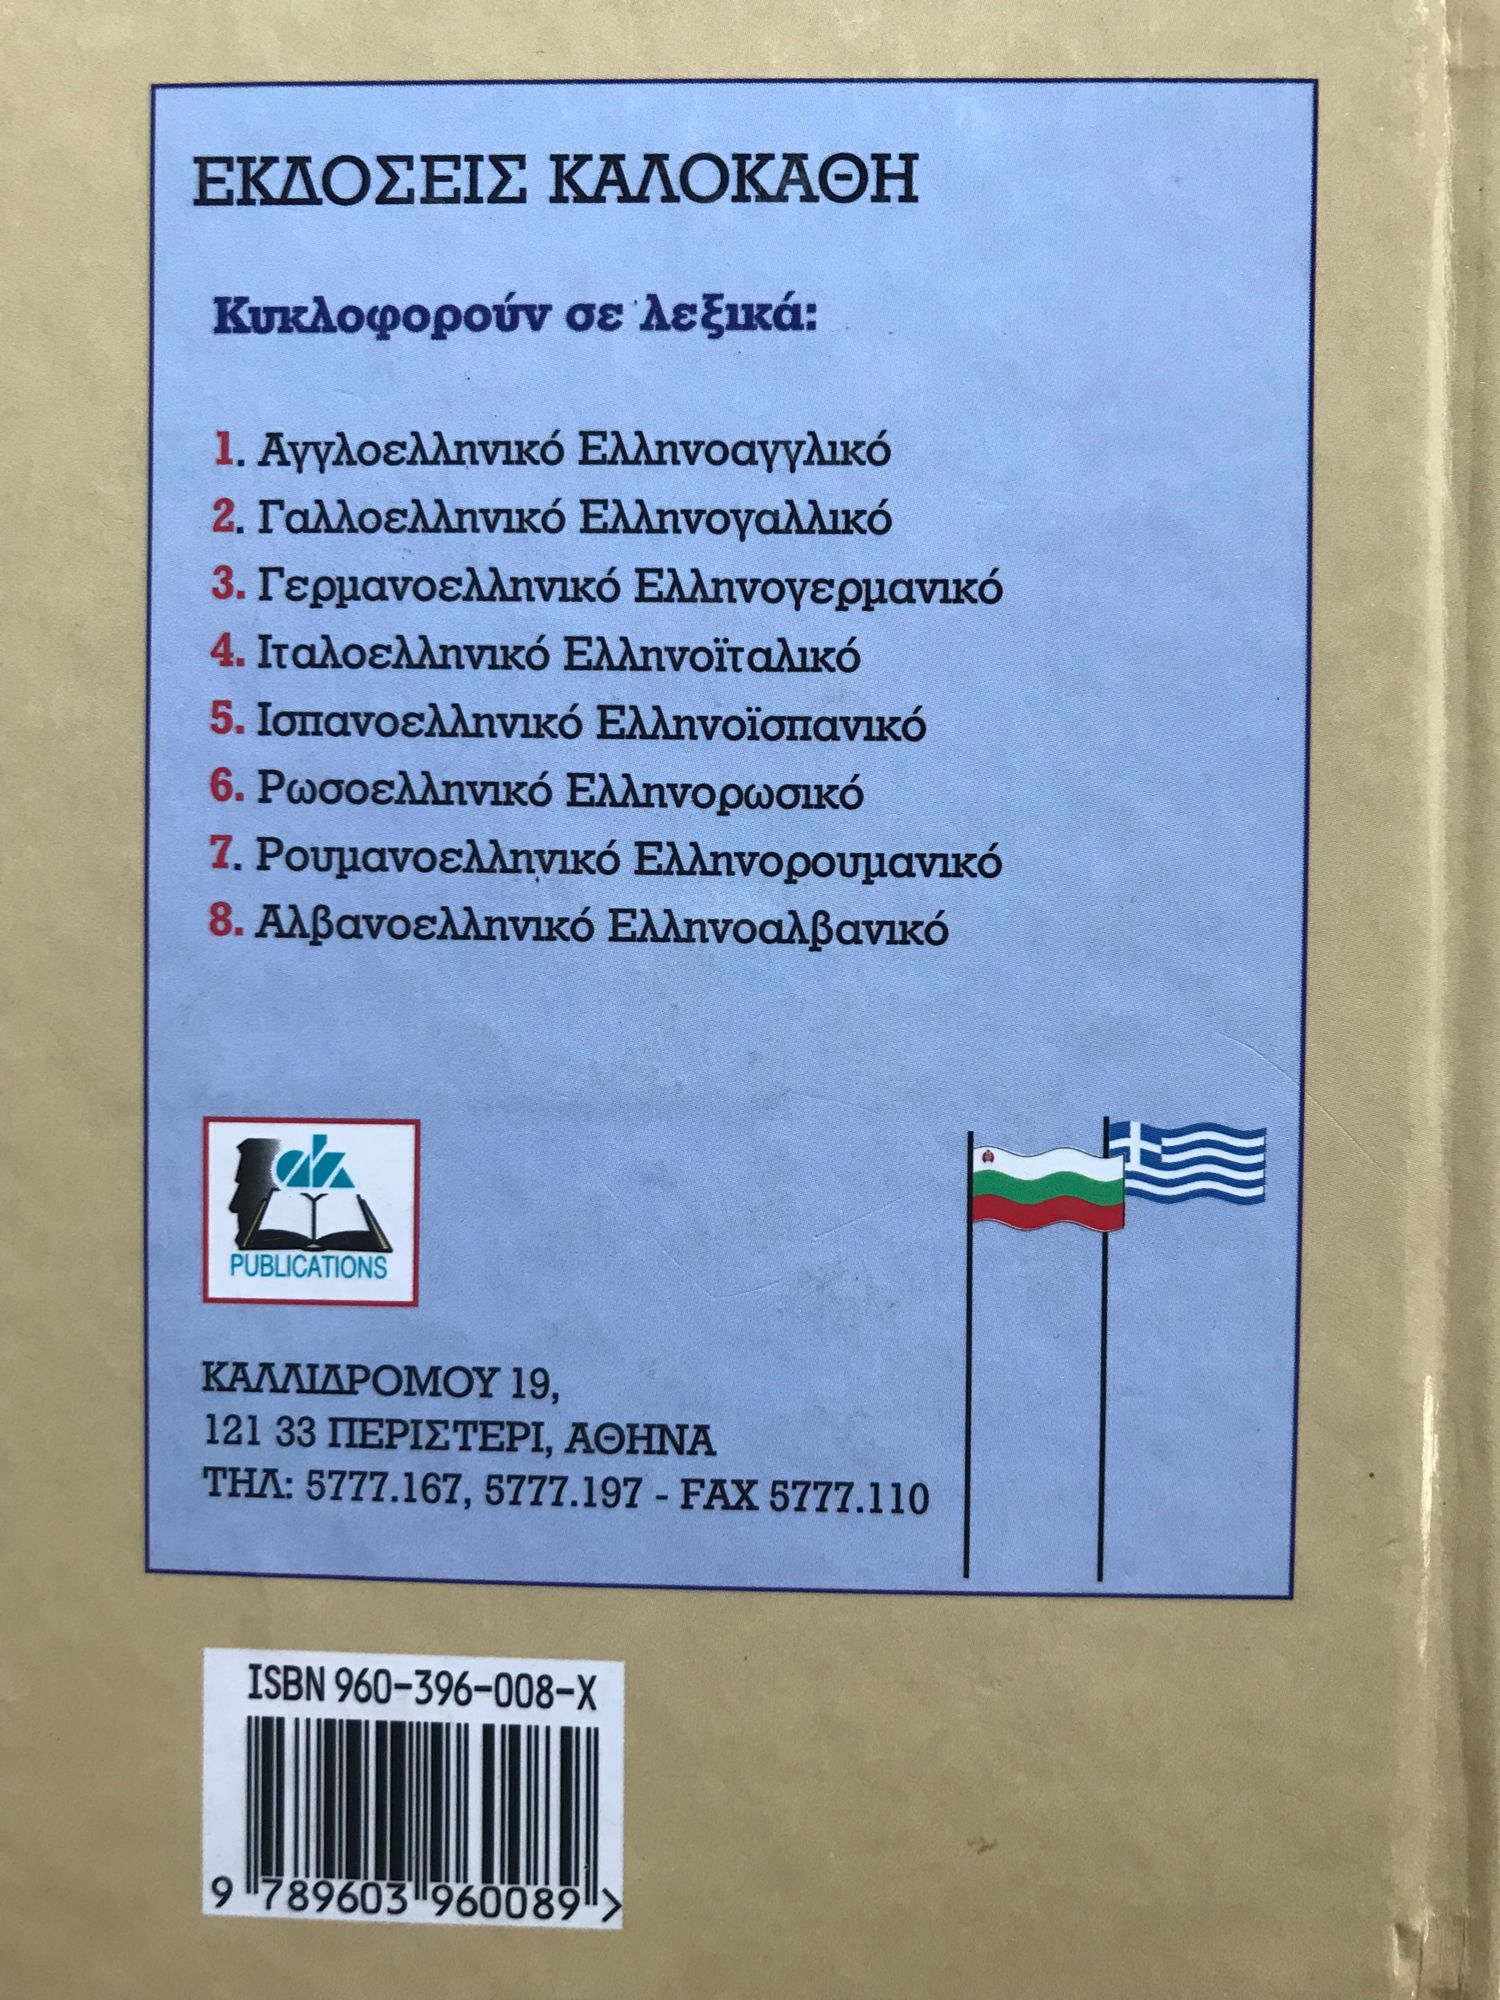 ΕΚΔΟΣΕΙΣ ΚΑΛΟΚΑΘΗ
Κυκλοφορούν σε λεξικά:
1. Αγγλοελληνικό Ελληνοαγγλικό
2. Γαλλοελληνικό Ελληνογαλλικό
3. Γερμανοελληνικό Ελληνογερμανικό
4. Ιταλοελληνικό Ελληνοϊταλικό
5. Ισπανοελληνικό Ελληνοϊσπανικό
6. Ρωσοελληνικό Ελληνορωσικό
7. Ρουμανοελληνικό Ελληνορουμανικό
8. Αλβανοελληνικό Ελληνοαλβανικό
PUBLICATIONS
ΚΑΛΛΙΔΡΟΜΟΥ 19,
121 33 ΠΕΡΙΣΤΕΡΙ, ΑΘΗΝΑ
ΤΗΛ: 5777.167, 5777.197 - FAX 5777.110
ISBN 960-396-008-X
9 789603 960089 >